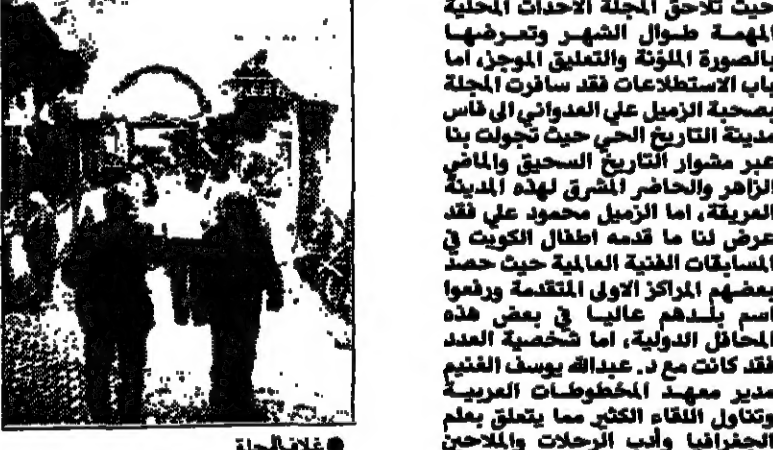 حيث تلاحق المجلة الاحداث المحلية
المهمة طوال الشهر وتعرضها
بالصورة الملوّنة والتعليق الموجز، اما
باب الاستطلاعات فقد سافرت المجلة
بصحبة الزميل علي العدواني الى فاس
مدينة التاريخ الحي حيث تجولت بنا
عبر مشوار التاريخ السحيق والماضي
الزاهر والحاضر المشرق لهذه المدينة
العريقة، اما الزميل محمود علي فقد
عرض لنا ما قدمه اطفال الكويت في
المسابقات الفنية العالمية حيث حصد
بعضهم المراكز الاولى المتقدمة ورفعوا
اسم بلدهم عاليا في بعض هذه
المحافل الدولية، اما شخصية العدد
فقد كانت مع د. عبدالله يوسف الغنيم
مدير معهد المخطوطات العربية
وتناول اللقاء الكثير مما يتعلق بعلم
الجغرافيا وأدب الرحلات والملاحين
● غلاف المجلة